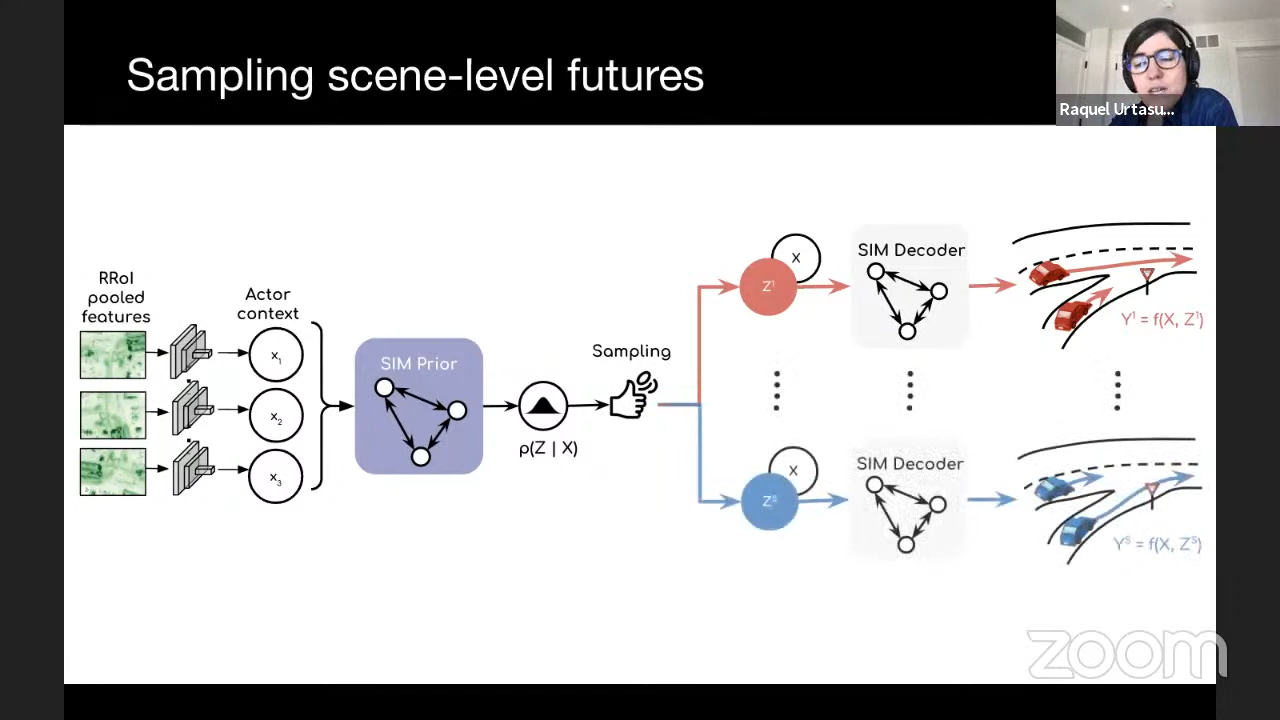 Sampling scene-level futures
Raquel Urtasu...
RRoI
pooled
features
Actor
context
x1
x2
x3
SIM Prior
ρ(Z | X)
Sampling
X
Z¹
SIM Decoder
Y¹ = f(X, Z¹)
X
Zˢ
SIM Decoder
Yˢ = f(X, Zˢ)
zoom